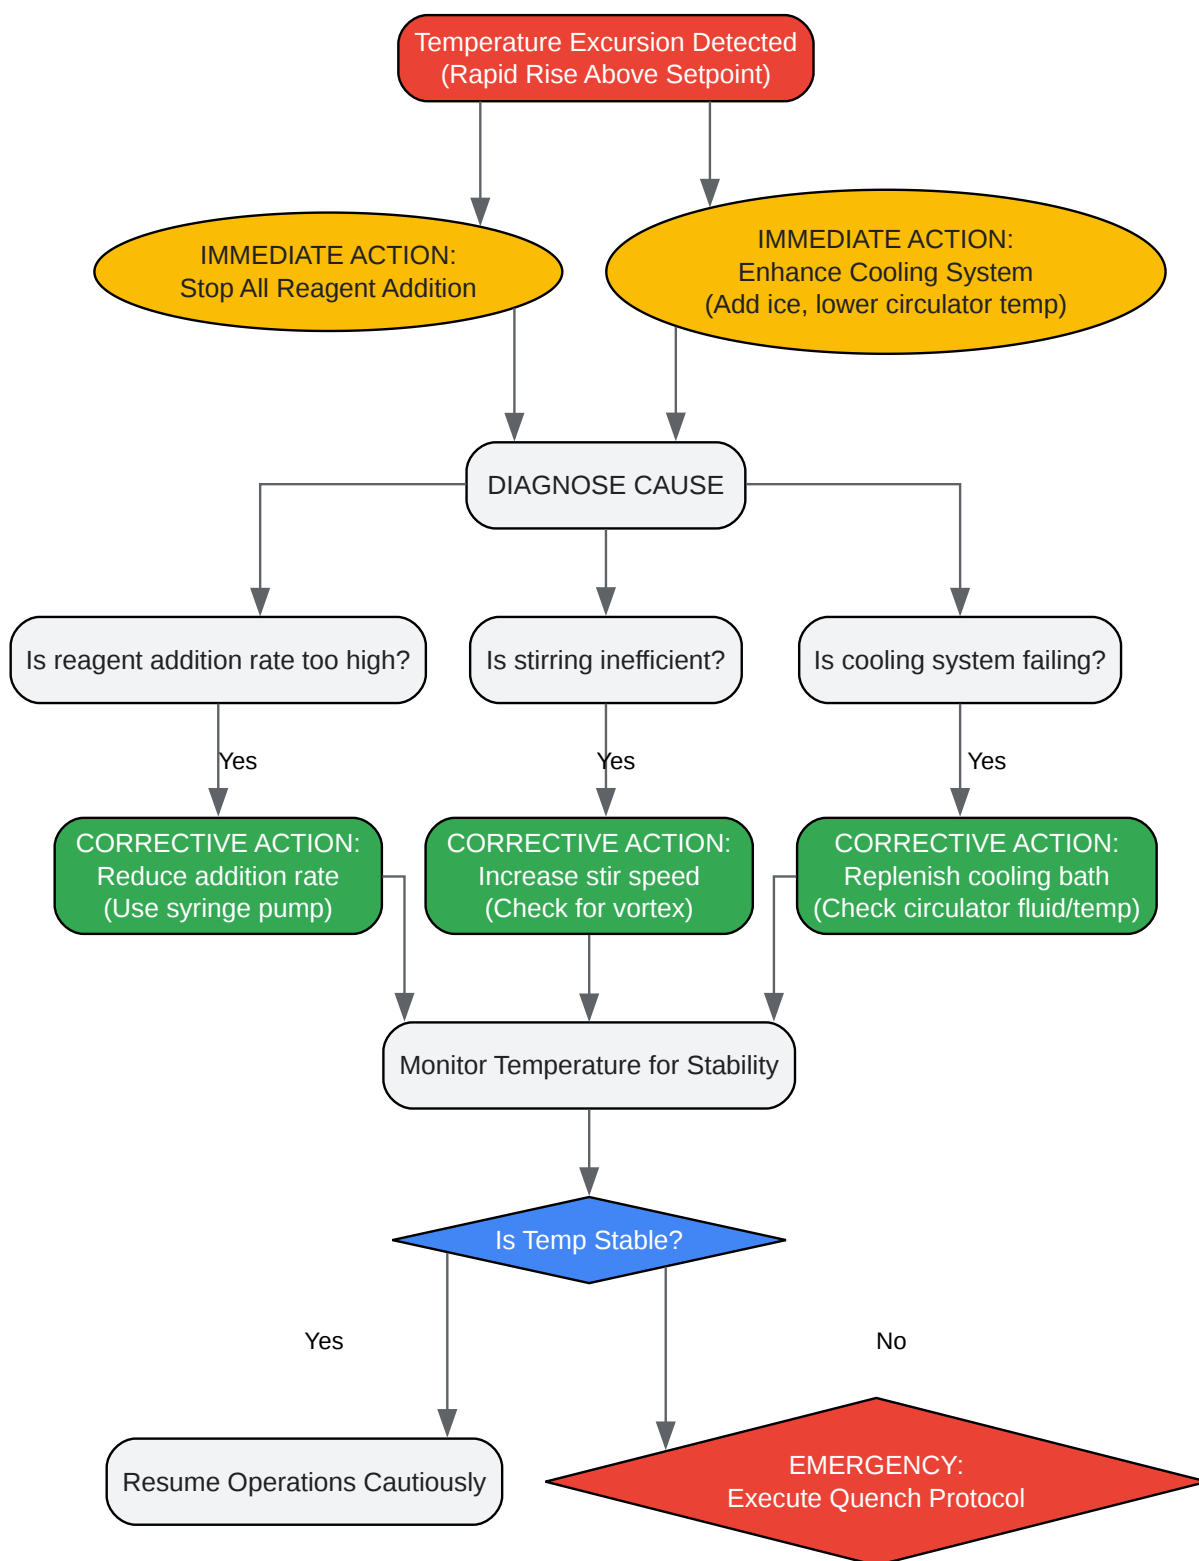 Temperature Excursion Detected
(Rapid Rise Above Setpoint)
IMMEDIATE ACTION:
Stop All Reagent Addition
IMMEDIATE ACTION:
Enhance Cooling System
(Add ice, lower circulator temp)
DIAGNOSE CAUSE
Is reagent addition rate too high?
Is stirring inefficient?
Is cooling system failing?
Yes
Yes
Yes
CORRECTIVE ACTION:
Reduce addition rate
(Use syringe pump)
CORRECTIVE ACTION:
Increase stir speed
(Check for vortex)
CORRECTIVE ACTION:
Replenish cooling bath
(Check circulator fluid/temp)
Monitor Temperature for Stability
Is Temp Stable?
Yes
No
Resume Operations Cautiously
EMERGENCY:
Execute Quench Protocol